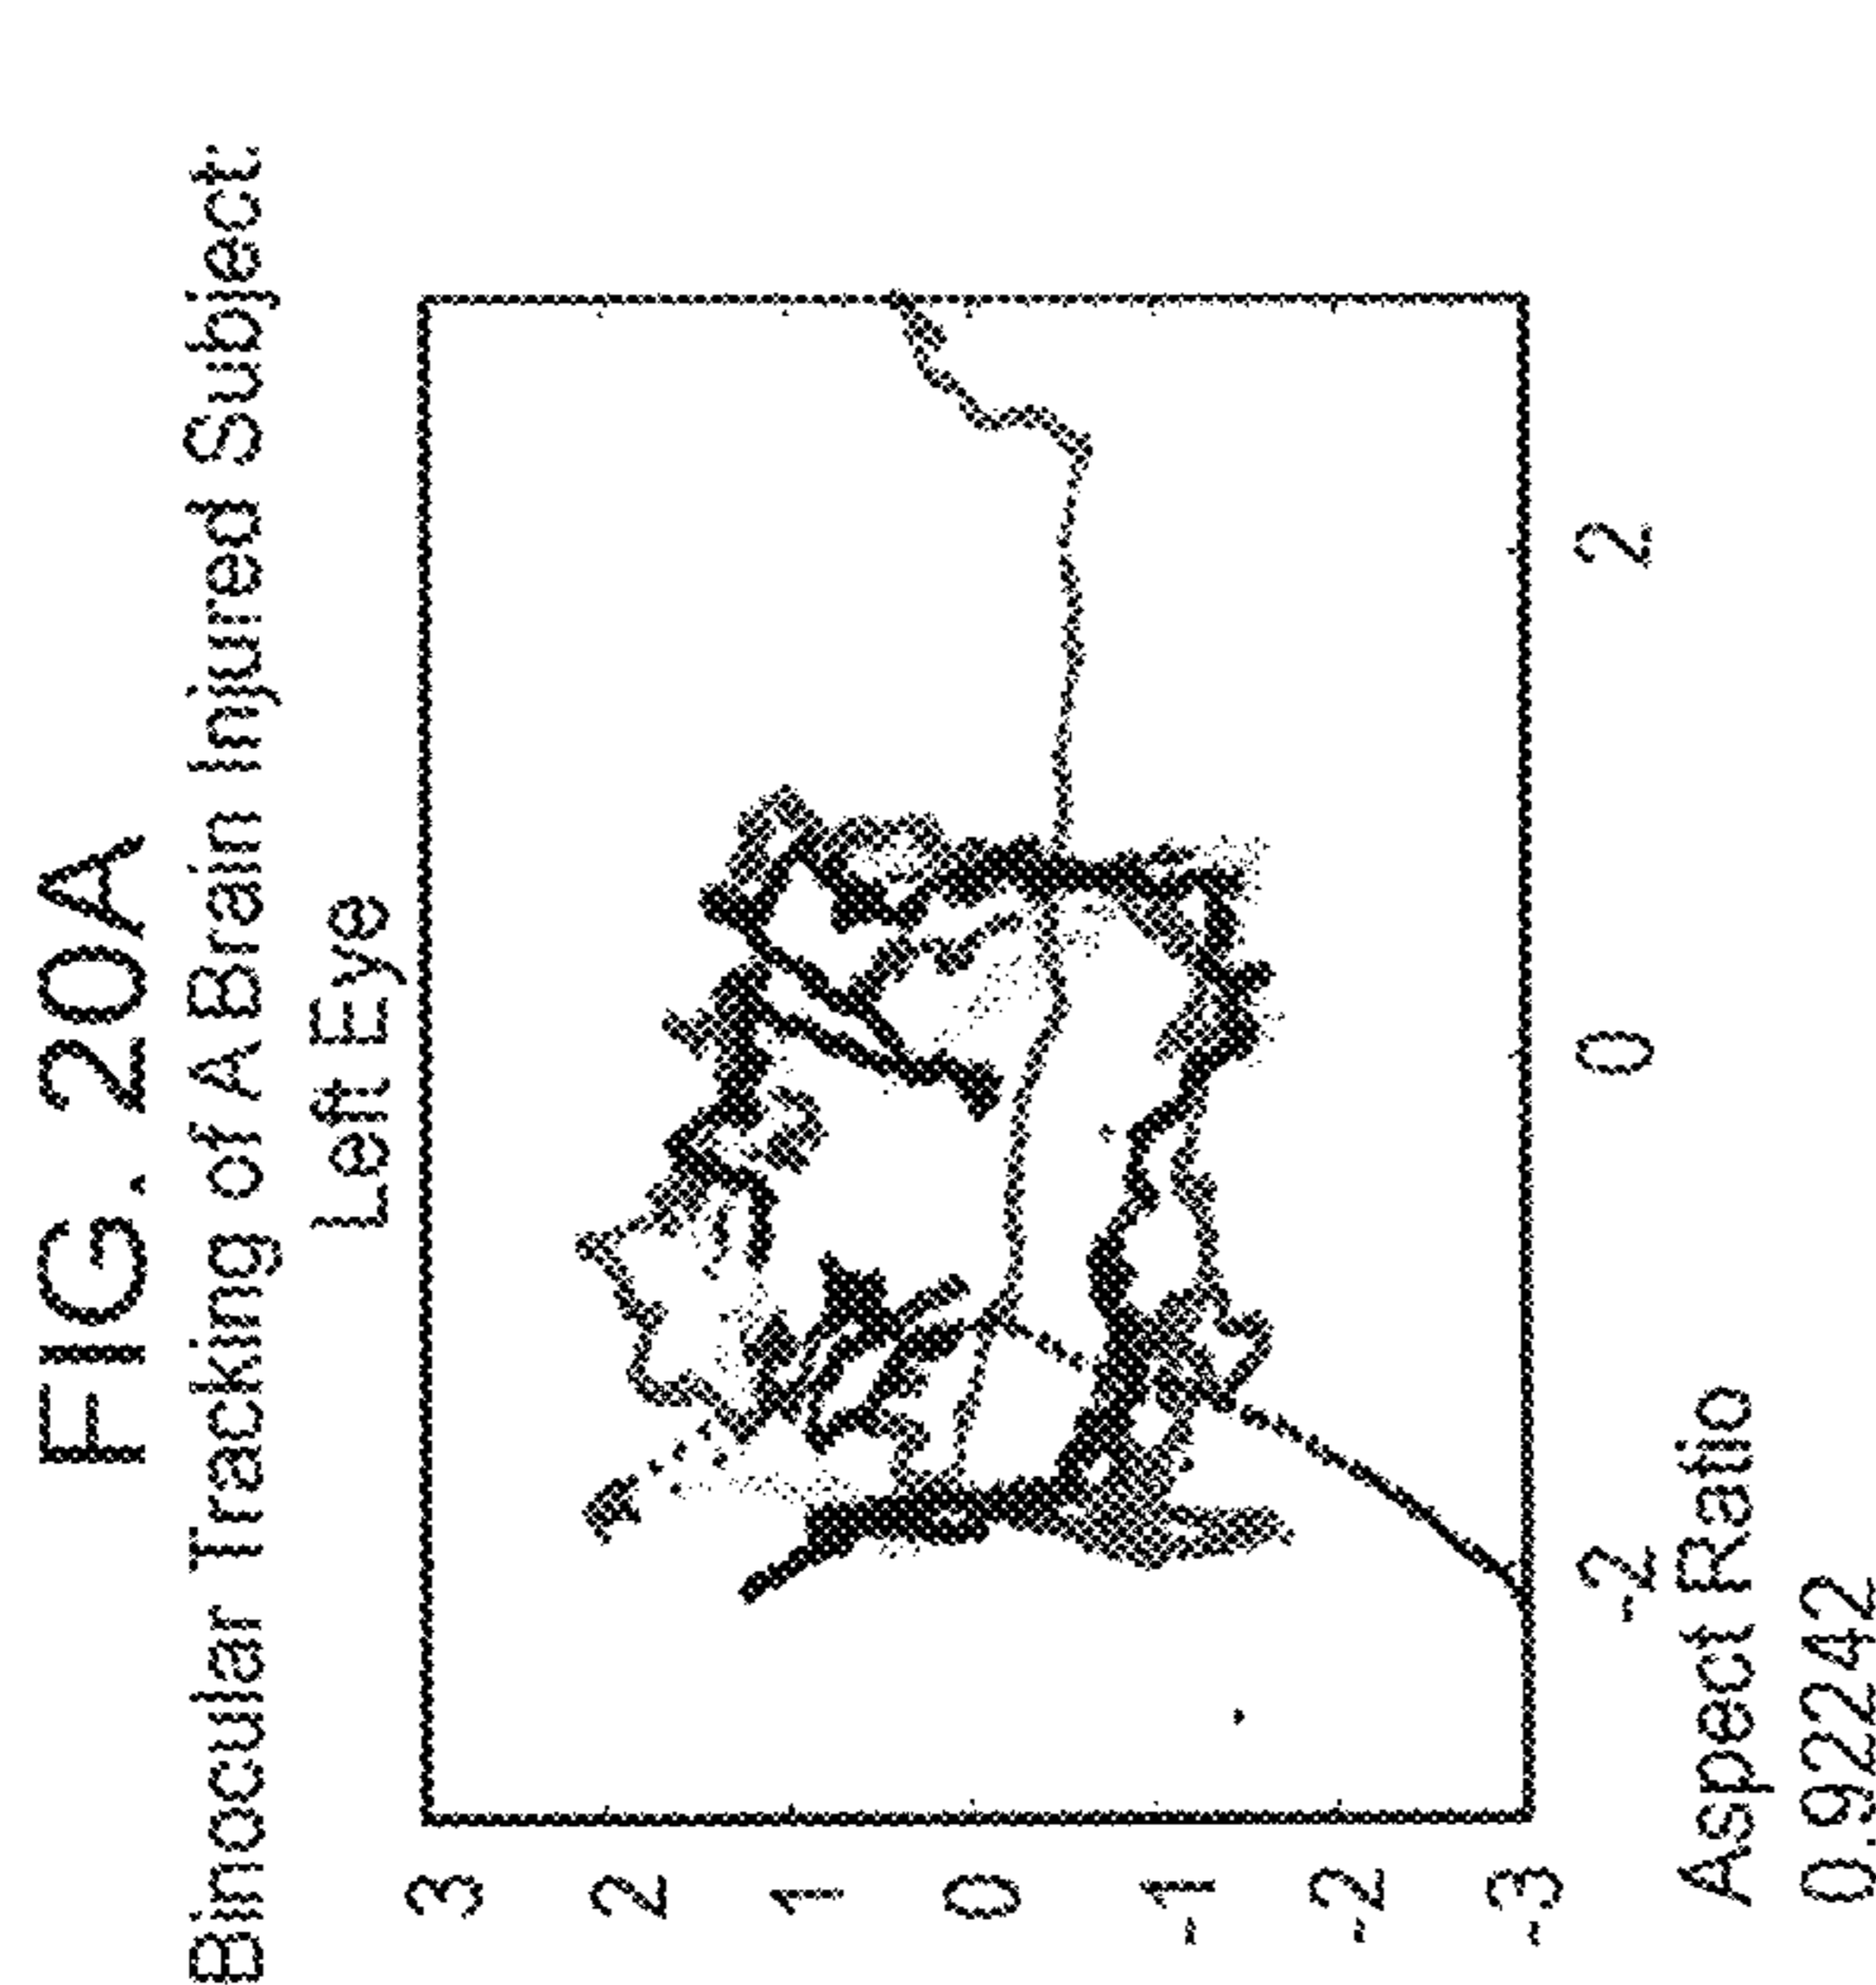 FIG. 20A
Binocular Tracking of A Brain Injured Subject:
Left Eye
3
2
1
0
-1
-2
-3
-2 0 2
Aspect Ratio
0.92242